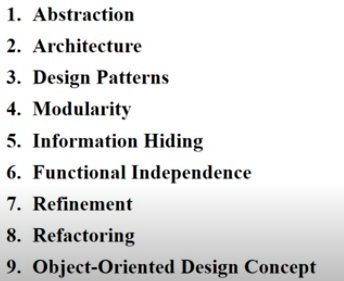 1. Abstraction
2. Architecture
3. Design Patterns
4. Modularity
5. Information Hiding
6. Functional Independence
7. Refinement
8. Refactoring
9. Object-Oriented Design Concept